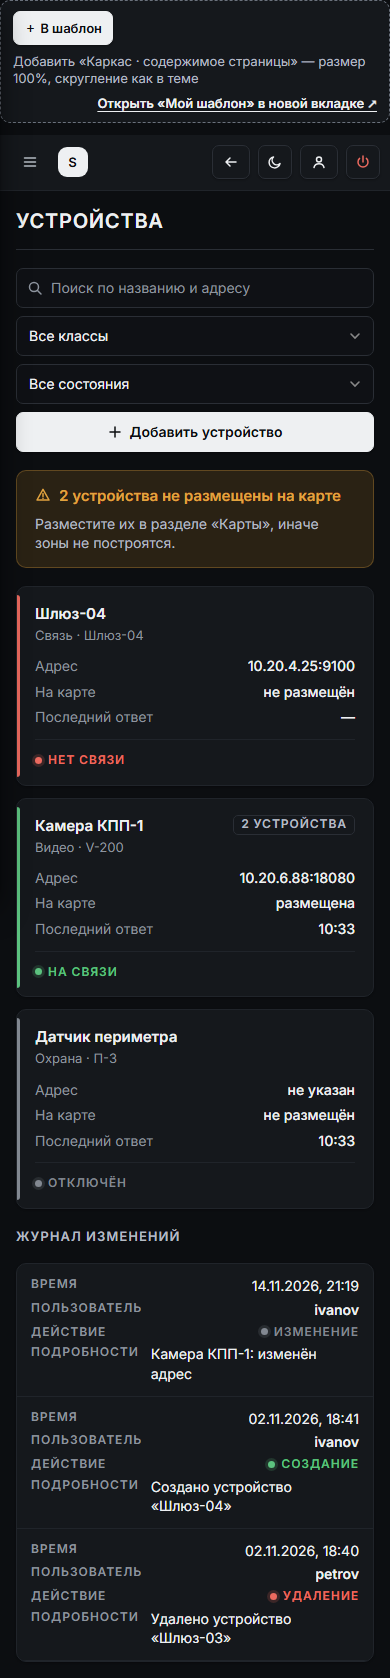 + В шаблон
Добавить «Каркас · содержимое страницы» — размер
100%, скругление как в теме
Открыть «Мой шаблон» в новой вкладке ↗
S
УСТРОЙСТВА
Поиск по названию и адресу
Все классы
Все состояния
+ Добавить устройство
2 устройства не размещены на карте
Разместите их в разделе «Карты», иначе
зоны не построятся.
Шлюз-04
Связь · Шлюз-04
Адрес 10.20.4.25:9100
На карте не размещён
Последний ответ —
НЕТ СВЯЗИ
Камера КПП-1 2 УСТРОЙСТВА
Видео · V-200
Адрес 10.20.6.88:18080
На карте размещена
Последний ответ 10:33
НА СВЯЗИ
Датчик периметра
Охрана · П-3
Адрес не указан
На карте не размещён
Последний ответ 10:33
ОТКЛЮЧЁН
ЖУРНАЛ ИЗМЕНЕНИЙ
ВРЕМЯ 14.11.2026, 21:19
ПОЛЬЗОВАТЕЛЬ ivanov
ДЕЙСТВИЕ ИЗМЕНЕНИЕ
ПОДРОБНОСТИ Камера КПП-1: изменён
адрес
ВРЕМЯ 02.11.2026, 18:41
ПОЛЬЗОВАТЕЛЬ ivanov
ДЕЙСТВИЕ СОЗДАНИЕ
ПОДРОБНОСТИ Создано устройство
«Шлюз-04»
ВРЕМЯ 02.11.2026, 18:40
ПОЛЬЗОВАТЕЛЬ petrov
ДЕЙСТВИЕ УДАЛЕНИЕ
ПОДРОБНОСТИ Удалено устройство
«Шлюз-03»